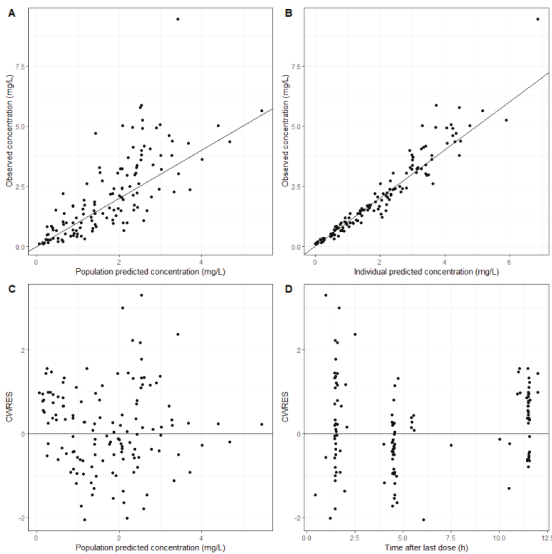 A
B
Observed concentration (mg/L)
7.5
5.0
2.5
0.0
0
2
4
Population predicted concentration (mg/L)
Observed concentration (mg/L)
7.5
5.0
2.5
0.0
0
2
4
6
Individual predicted concentration (mg/L)
C
D
CWRES
2
0
-2
0
2
4
Population predicted concentration (mg/L)
CWRES
2
0
-2
0.0
2.5
5.0
7.5
10.0
12.5
Time after last dose (h)